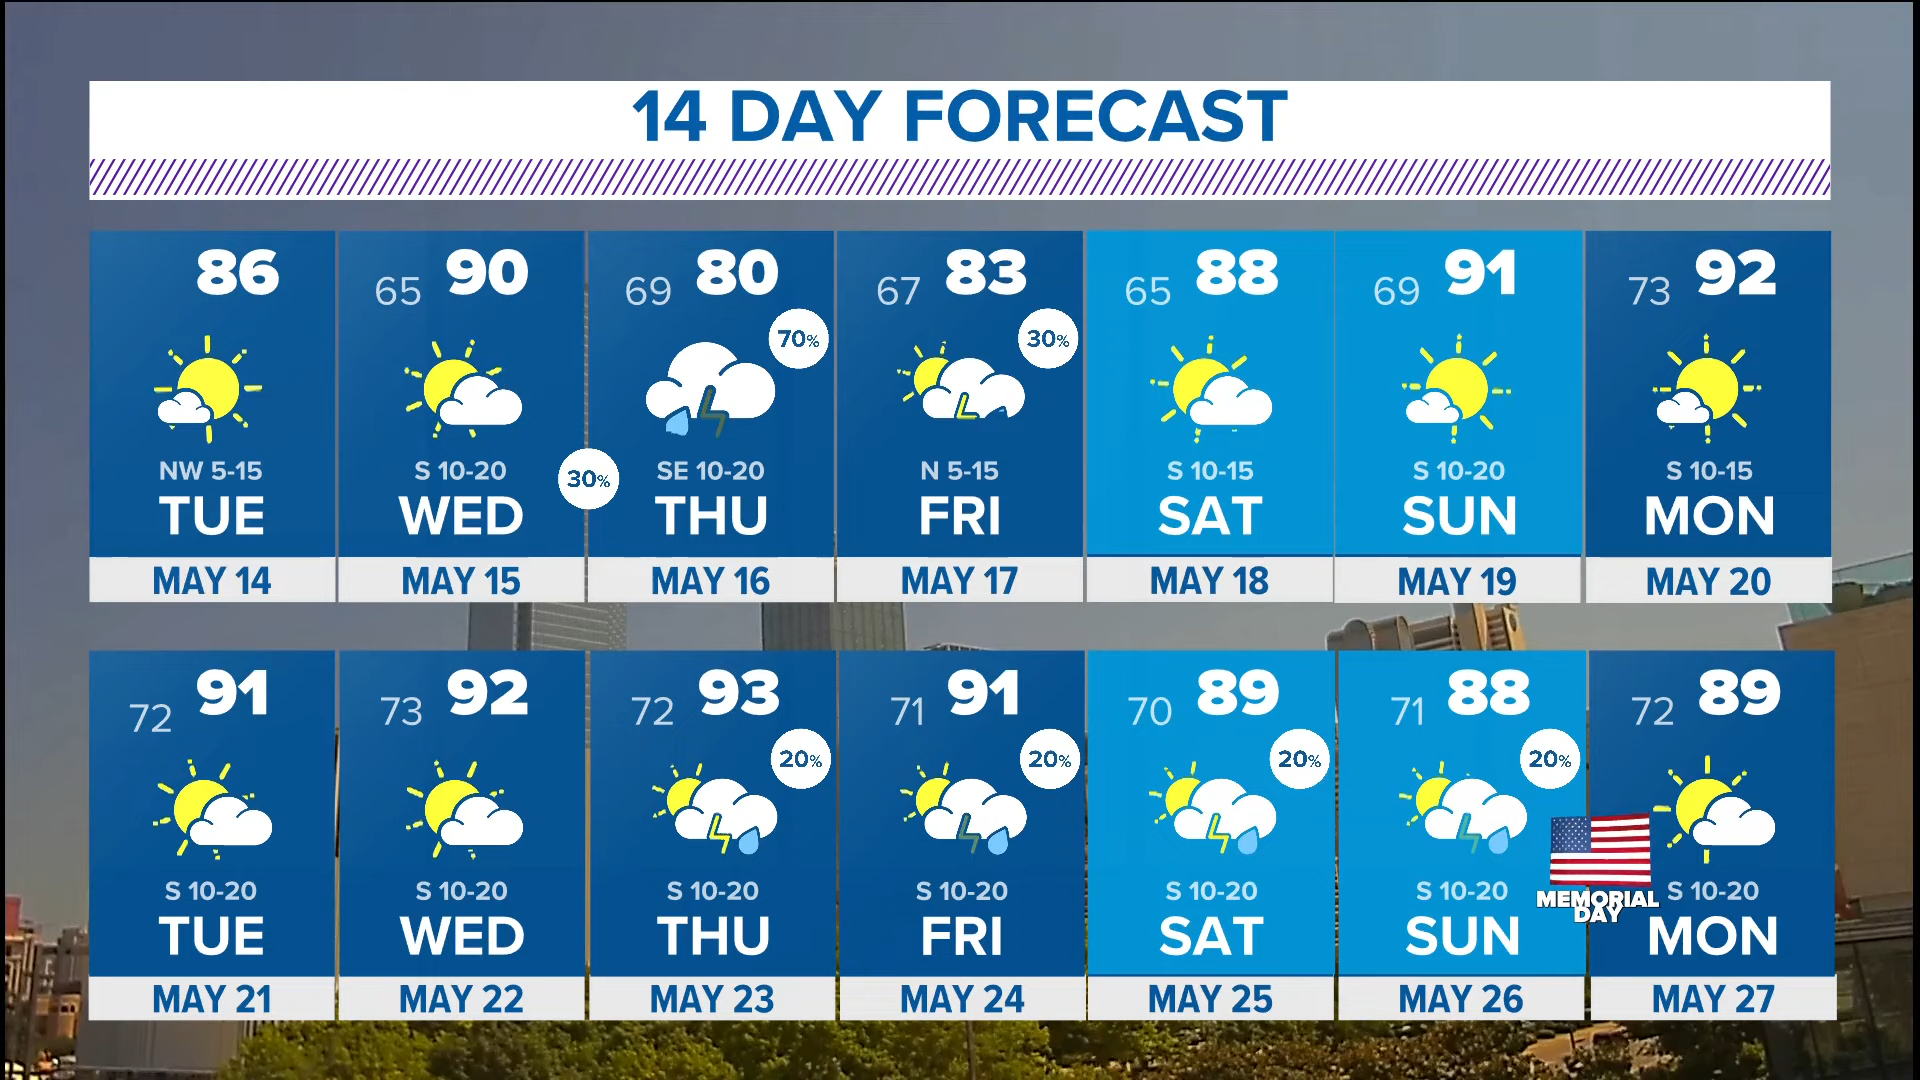 14 DAY FORECAST
86
65 90
69 80
67 83
65 88
69 91
73 92
70%
30%
NW 5-15
S 10-20
30%
SE 10-20
N 5-15
S 10-15
S 10-20
S 10-15
TUE
WED
THU
FRI
SAT
SUN
MON
MAY 14
MAY 15
MAY 16
MAY 17
MAY 18
MAY 19
MAY 20
72 91
73 92
72 93
71 91
70 89
71 88
72 89
20%
20%
20%
20%
S 10-20
S 10-20
S 10-20
S 10-20
S 10-20
S 10-20
MEMORIAL
DAY
S 10-20
TUE
WED
THU
FRI
SAT
SUN
MON
MAY 21
MAY 22
MAY 23
MAY 24
MAY 25
MAY 26
MAY 27